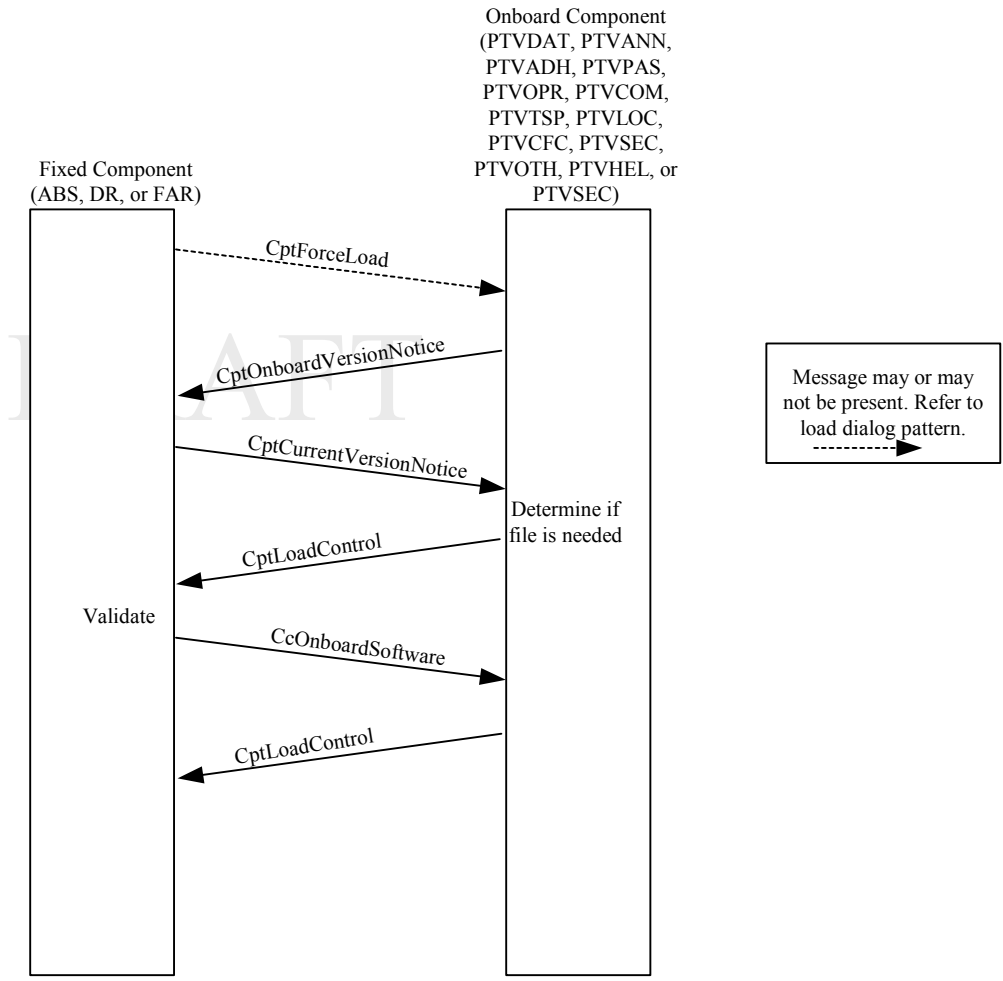 Onboard Component
(PTVDAT, PTVANN,
PTVADH, PTVPAS,
PTVOPR, PTVCOM,
PTVTSP, PTVLOC,
PTVCFC, PTVSEC,
PTVOTH, PTVHEL, or
PTVSEC)
Fixed Component
(ABS, DR, or FAR)
CptForceLoad
DRAFT
CptOnboardVersionNotice
Message may or may
not be present. Refer to
load dialog pattern.
CptCurrentVersionNotice
Determine if
file is needed
CptLoadControl
Validate
CcOnboardSoftware
CptLoadControl